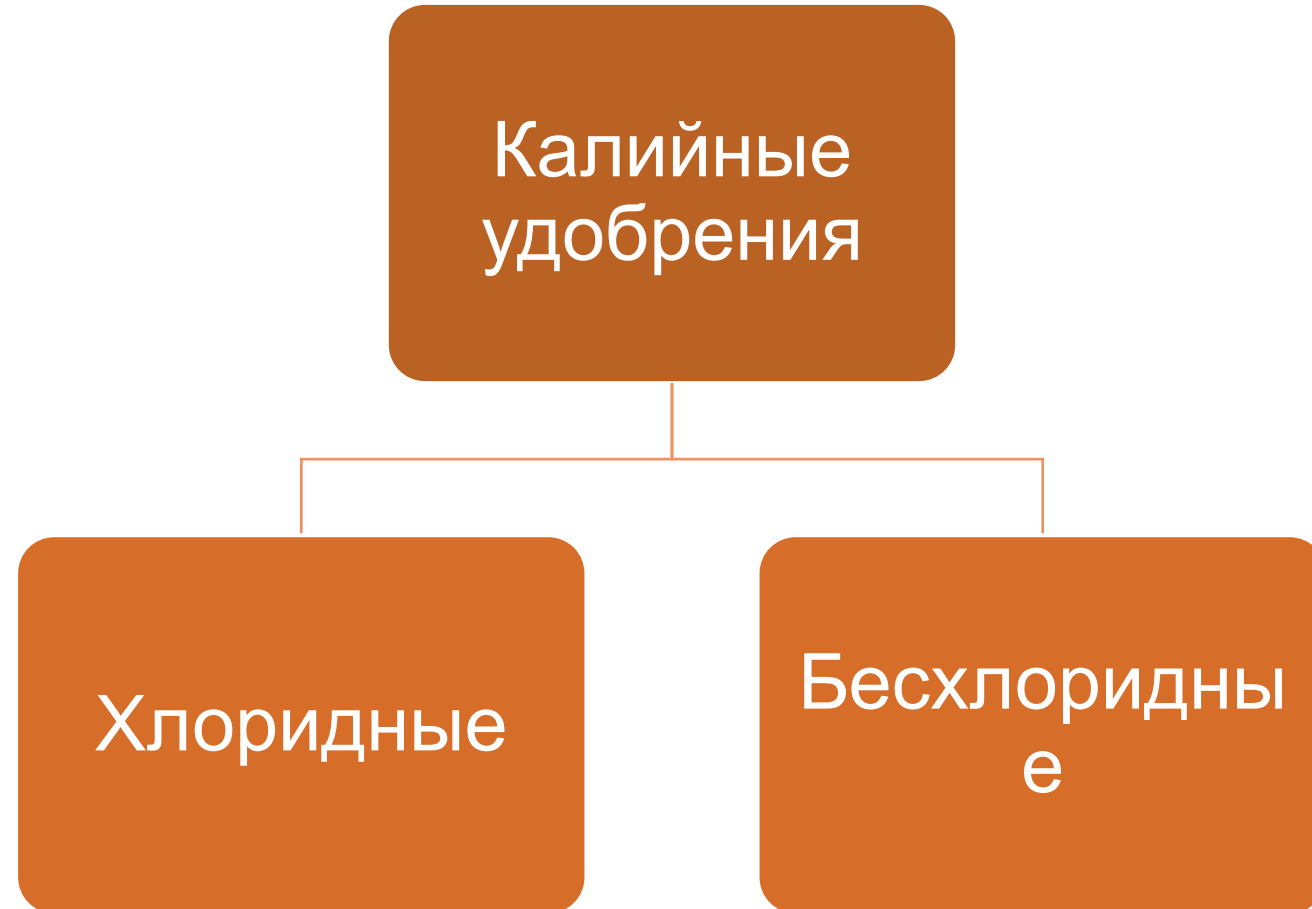 Калийные
удобрения
Хлоридные
Бесхлоридны
е